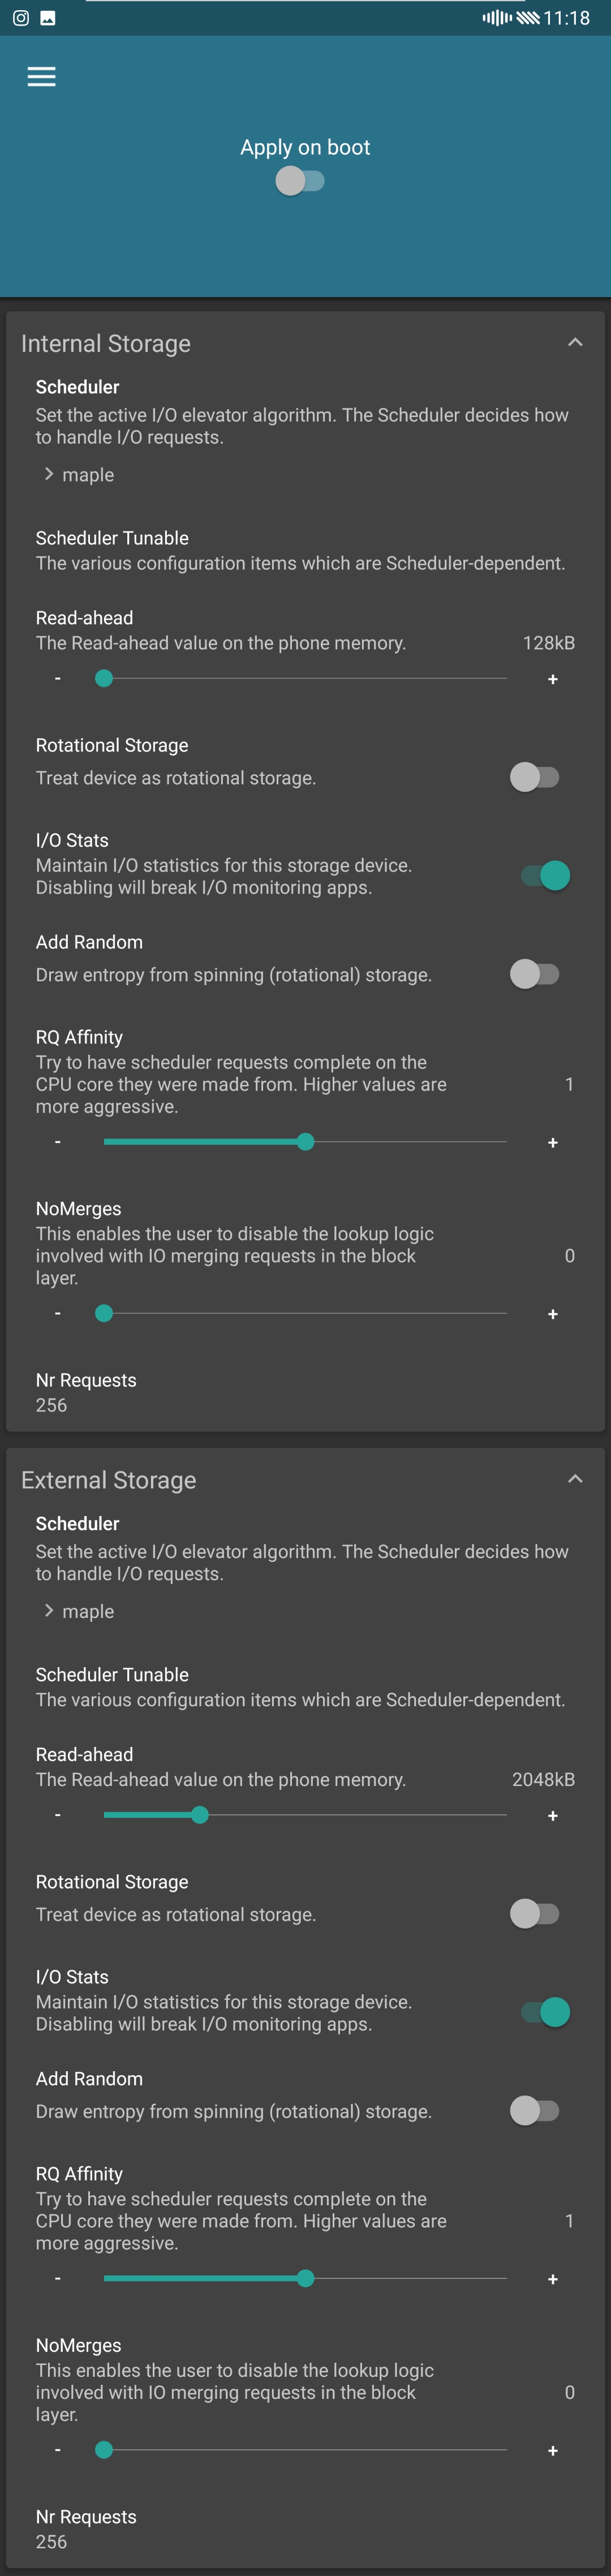 11:18
Apply on boot
Internal Storage
Scheduler
Set the active I/O elevator algorithm. The Scheduler decides how
to handle I/O requests.
maple
Scheduler Tunable
The various configuration items which are Scheduler-dependent.
Read-ahead
The Read-ahead value on the phone memory. 128kB
- +
Rotational Storage
Treat device as rotational storage.
I/O Stats
Maintain I/O statistics for this storage device.
Disabling will break I/O monitoring apps.
Add Random
Draw entropy from spinning (rotational) storage.
RQ Affinity
Try to have scheduler requests complete on the
CPU core they were made from. Higher values are 1
more aggressive.
- +
NoMerges
This enables the user to disable the lookup logic
involved with IO merging requests in the block 0
layer.
- +
Nr Requests
256
External Storage
Scheduler
Set the active I/O elevator algorithm. The Scheduler decides how
to handle I/O requests.
maple
Scheduler Tunable
The various configuration items which are Scheduler-dependent.
Read-ahead
The Read-ahead value on the phone memory. 2048kB
- +
Rotational Storage
Treat device as rotational storage.
I/O Stats
Maintain I/O statistics for this storage device.
Disabling will break I/O monitoring apps.
Add Random
Draw entropy from spinning (rotational) storage.
RQ Affinity
Try to have scheduler requests complete on the
CPU core they were made from. Higher values are 1
more aggressive.
- +
NoMerges
This enables the user to disable the lookup logic
involved with IO merging requests in the block 0
layer.
- +
Nr Requests
256